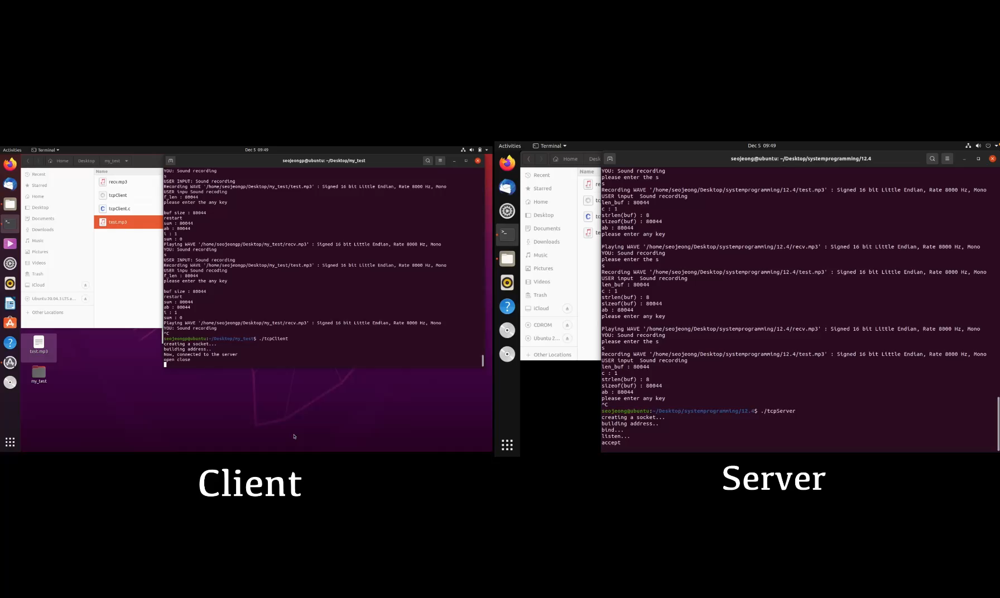 Activities
Terminal
Dec 5 09:49
Home
Desktop
my_test
seojeongp@ubuntu: ~/Desktop/my_test
Recent
Starred
Home
Desktop
Documents
Downloads
Music
Pictures
Videos
Trash
iCloud
Ubuntu 20.04.3 LTS a...
+ Other Locations
Name
recv.mp3
tcpClient
tcpClient.c
test.mp3
test.mp3
my_test
YOU: Sound recording
s
USER INPUT: Sound recording
Recording WAVE '/home/seojeongp/Desktop/my_test/test.mp3' : Signed 16 bit Little Endian, Rate 8000 Hz, Mono
USER inpu Sound recoding
f_len : 80044
please enter the any key
buf size : 80044
restart
sum : 80044
ab : 80044
i : 1
sum : 0
Playing WAVE '/home/seojeongp/Desktop/my_test/recv.mp3' : Signed 16 bit Little Endian, Rate 8000 Hz, Mono
YOU: Sound recording
s
USER INPUT: Sound recording
Recording WAVE '/home/seojeongp/Desktop/my_test/test.mp3' : Signed 16 bit Little Endian, Rate 8000 Hz, Mono
USER inpu Sound recoding
f_len : 80044
please enter the any key
buf size : 80044
restart
sum : 80044
ab : 80044
i : 1
sum : 0
Playing WAVE '/home/seojeongp/Desktop/my_test/recv.mp3' : Signed 16 bit Little Endian, Rate 8000 Hz, Mono
YOU: Sound recording
^C
seojeongp@ubuntu:~/Desktop/my_test$ ./tcpClient
creating a socket...
building address..
Now, connected to the server
open close
Client
Activities
Terminal
Dec 5 09:49
Home
Desk
seojeong@ubuntu: ~/Desktop/systemprogramming/12.4
Recent
Starred
Home
Desktop
Documents
Downloads
Music
Pictures
Videos
Trash
iCloud
CDROM
Ubuntu 2...
+ Other Locations
Name
re
tc
tc
te
YOU: Sound recording
please enter the s
s
Recording WAVE '/home/seojeong/Desktop/systemprogramming/12.4/test.mp3' : Signed 16 bit Little Endian, Rate 8000 Hz, Mono
USER input  Sound recording
len_buf : 80044
c : 1
strlen(buf) : 8
sizeof(buf) : 80044
ab : 80044
please enter any key
Playing WAVE '/home/seojeong/Desktop/systemprogramming/12.4/recv.mp3' : Signed 16 bit Little Endian, Rate 8000 Hz, Mono
YOU: Sound recording
please enter the s
s
Recording WAVE '/home/seojeong/Desktop/systemprogramming/12.4/test.mp3' : Signed 16 bit Little Endian, Rate 8000 Hz, Mono
USER input  Sound recording
len_buf : 80044
c : 1
strlen(buf) : 8
sizeof(buf) : 80044
ab : 80044
please enter any key
Playing WAVE '/home/seojeong/Desktop/systemprogramming/12.4/recv.mp3' : Signed 16 bit Little Endian, Rate 8000 Hz, Mono
YOU: Sound recording
please enter the s
s
Recording WAVE '/home/seojeong/Desktop/systemprogramming/12.4/test.mp3' : Signed 16 bit Little Endian, Rate 8000 Hz, Mono
USER input  Sound recording
len_buf : 80044
c : 1
strlen(buf) : 8
sizeof(buf) : 80044
ab : 80044
please enter any key
^C
seojeong@ubuntu:~/Desktop/systemprogramming/12.4$ ./tcpServer
creating a socket...
building address..
bind...
listen...
accept
Server